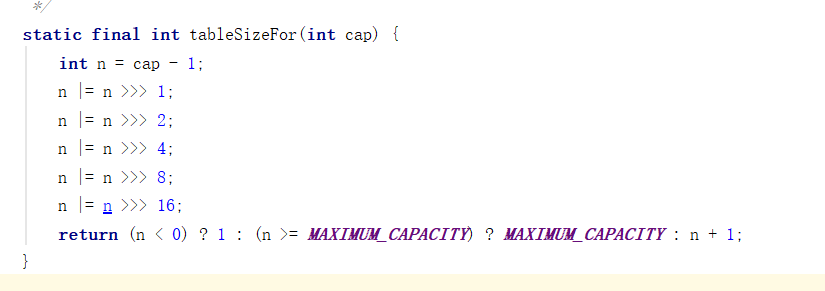 */
static final int tableSizeFor(int cap) {
int n = cap - 1;
n |= n >>> 1;
n |= n >>> 2;
n |= n >>> 4;
n |= n >>> 8;
n |= n >>> 16;
return (n < 0) ? 1 : (n >= MAXIMUM_CAPACITY) ? MAXIMUM_CAPACITY : n + 1;
}